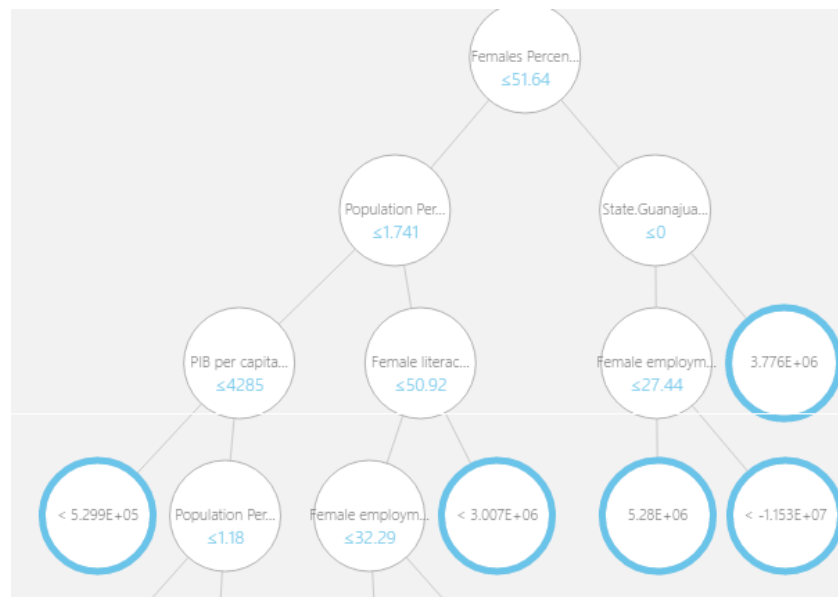 Females Percen...
≤51.64
Population Per...
≤1.741
State.Guanajua...
≤0
PIB per capita...
≤4285
Female literac...
≤50.92
Female employm...
≤27.44
3.776E+06
< 5.299E+05
Population Per...
≤1.18
Female employm...
≤32.29
< 3.007E+06
5.28E+06
< -1.153E+07